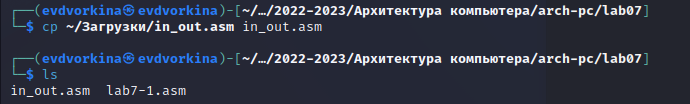 ┌──(evdvorkina㉿evdvorkina)-[~/…/2022-2023/Архитектура компьютера/arch-pc/lab07]
└─$ cp ~/Загрузки/in_out.asm in_out.asm
┌──(evdvorkina㉿evdvorkina)-[~/…/2022-2023/Архитектура компьютера/arch-pc/lab07]
└─$ ls
in_out.asm  lab7-1.asm